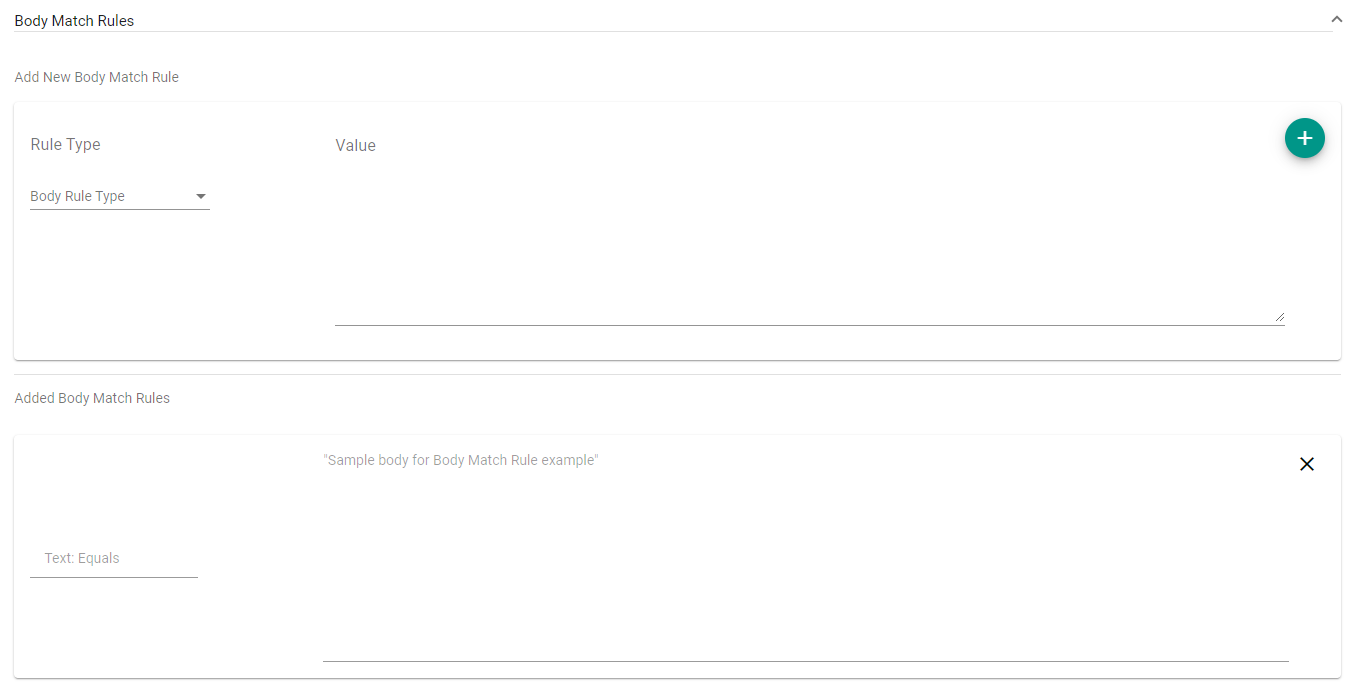 Body Match Rules
Add New Body Match Rule
Rule Type
Value
Body Rule Type
Added Body Match Rules
"Sample body for Body Match Rule example"
Text: Equals